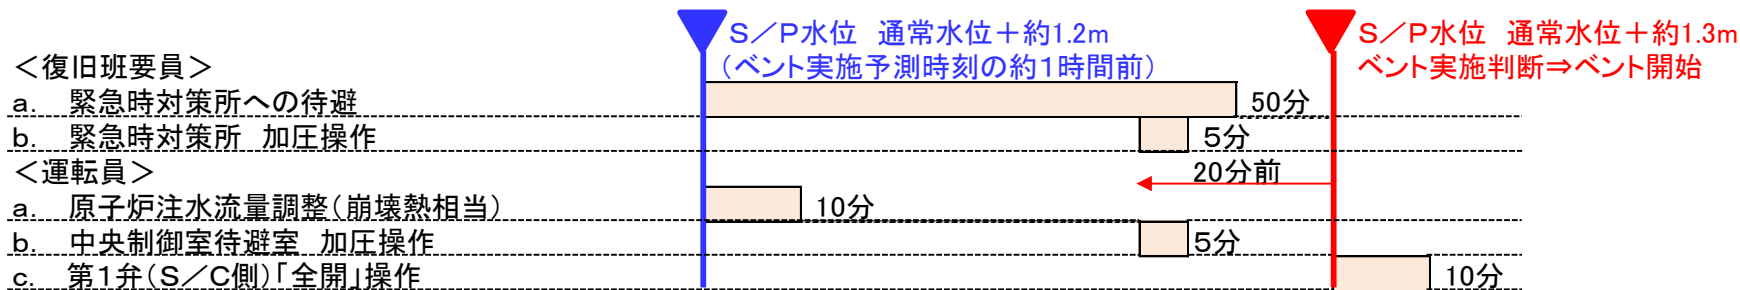 S/P水位 通常水位+約1.2m
(ベント実施予測時刻の約1時間前)
S/P水位 通常水位+約1.3m
ベント実施判断⇒ベント開始
<復旧班要員>
a. 緊急時対策所への待避
50分
b. 緊急時対策所 加圧操作
5分
<運転員>
20分前
a. 原子炉注水流量調整(崩壊熱相当)
10分
b. 中央制御室待避室 加圧操作
5分
c. 第1弁(S/C側)「全開」操作
10分